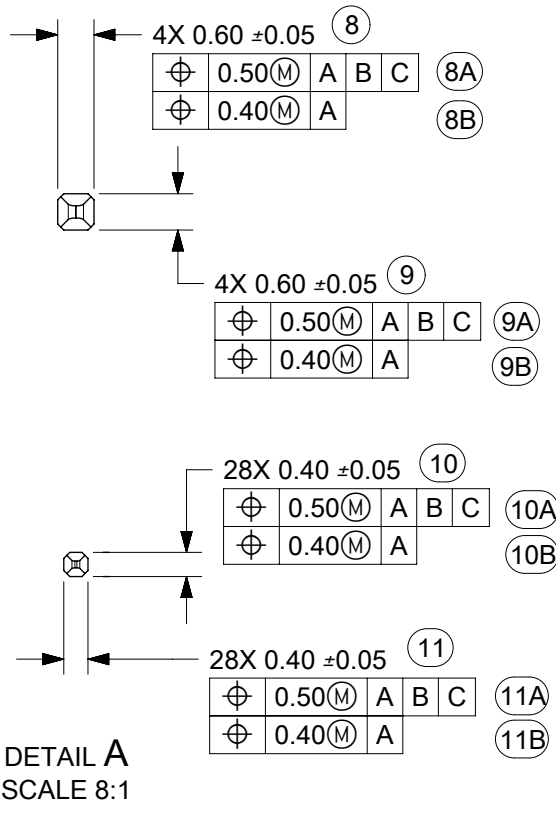 4X 0.60 ±0.05 8
⌖ 0.50Ⓜ A B C 8A
⌖ 0.40Ⓜ A 8B
4X 0.60 ±0.05 9
⌖ 0.50Ⓜ A B C 9A
⌖ 0.40Ⓜ A 9B
28X 0.40 ±0.05 10
⌖ 0.50Ⓜ A B C 10A
⌖ 0.40Ⓜ A 10B
28X 0.40 ±0.05 11
⌖ 0.50Ⓜ A B C 11A
⌖ 0.40Ⓜ A 11B
DETAIL A
SCALE 8:1